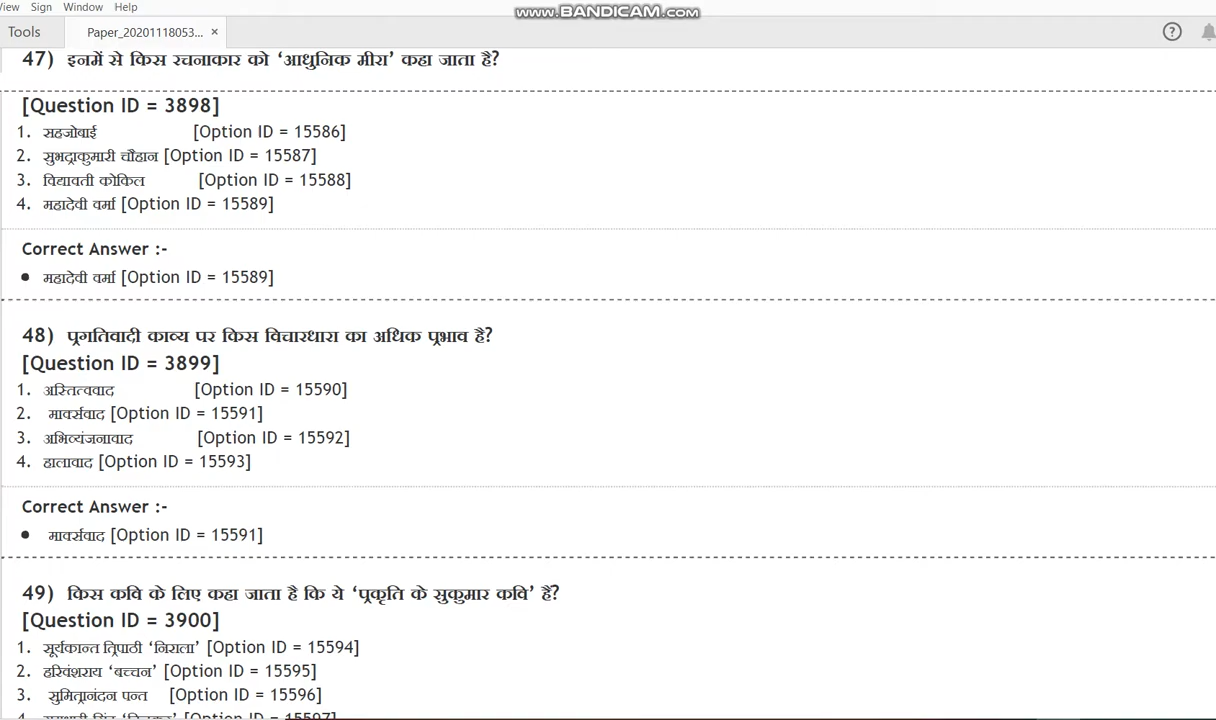 View Sign Window Help
www.BANDICAM.com
Tools Paper_20201118053... ×
47) इनमें से किस रचनाकार को ‘आधुनिक मीरा’ कहा जाता है?
[Question ID = 3898]
1. सहजोबाई [Option ID = 15586]
2. सुभद्राकुमारी चौहान [Option ID = 15587]
3. विद्यावती कोकिल [Option ID = 15588]
4. महादेवी वर्मा [Option ID = 15589]
Correct Answer :-
• महादेवी वर्मा [Option ID = 15589]
48) प्रगतिवादी काव्य पर किस विचारधारा का अधिक प्रभाव है?
[Question ID = 3899]
1. अस्तित्ववाद [Option ID = 15590]
2. मार्क्सवाद [Option ID = 15591]
3. अभिव्यंजनावाद [Option ID = 15592]
4. हालावाद [Option ID = 15593]
Correct Answer :-
• मार्क्सवाद [Option ID = 15591]
49) किस कवि के लिए कहा जाता है कि ये ‘प्रकृति के सुकुमार कवि’ हैं?
[Question ID = 3900]
1. सूर्यकान्त त्रिपाठी ‘निराला’ [Option ID = 15594]
2. हरिवंशराय ‘बच्चन’ [Option ID = 15595]
3. सुमित्रानंदन पन्त [Option ID = 15596]
4. [Option ID = 15597]